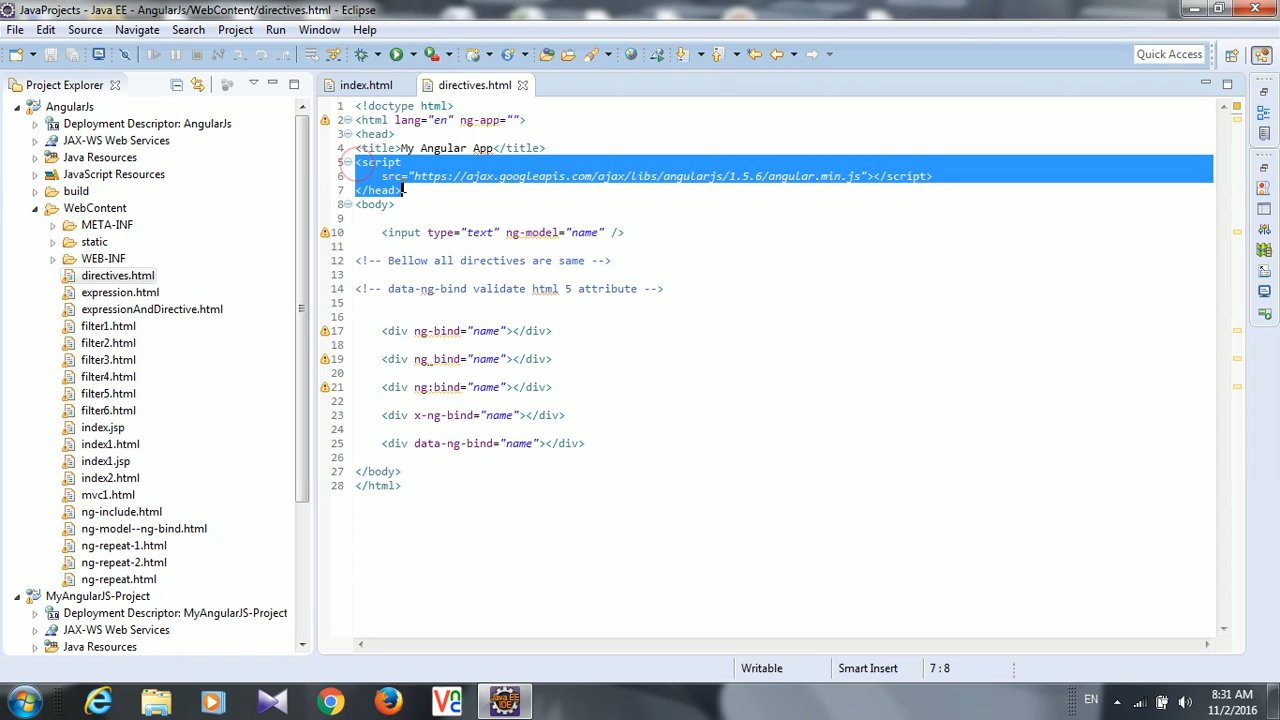 JavaProjects - Java EE - AngularJs/WebContent/directives.html - Eclipse
File Edit Source Refactor Navigate Search Project Run Window Help
Quick Access
Project Explorer
index.html
directives.html
AngularJs
Deployment Descriptor: AngularJs
JAX-WS Web Services
Java Resources
JavaScript Resources
build
WebContent
META-INF
static
WEB-INF
directives.html
expression.html
expressionAndDirective.html
filter1.html
filter2.html
filter3.html
filter4.html
filter5.html
filter6.html
index.jsp
index1.html
index1.jsp
index2.html
mvc1.html
ng-include.html
ng-model--ng-bind.html
ng-repeat-1.html
ng-repeat-2.html
ng-repeat.html
MyAngularJS-Project
Deployment Descriptor: MyAngularJS-Project
JAX-WS Web Services
Java Resources
1 <!doctype html>
2 <html lang="en" ng-app="">
3 <head>
4 <title>My Angular App</title>
5 <script
6 src="https://ajax.googleapis.com/ajax/libs/angularjs/1.5.6/angular.min.js"></script>
7 </head>
8 <body>
9
10 <input type="text" ng-model="name" />
11
12 <!-- Bellow all directives are same -->
13
14 <!-- data-ng-bind validate html 5 attribute -->
15
16
17 <div ng-bind="name"></div>
18
19 <div ng_bind="name"></div>
20
21 <div ng:bind="name"></div>
22
23 <div x-ng-bind="name"></div>
24
25 <div data-ng-bind="name"></div>
26
27 </body>
28 </html>
Writable
Smart Insert
7 : 8
EN
8:31 AM
11/2/2016